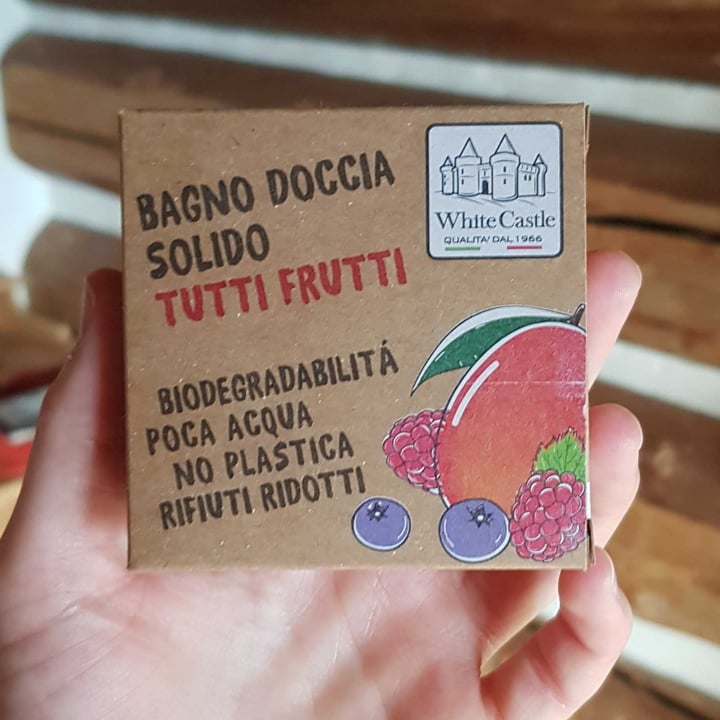 BAGNO DOCCIA
SOLIDO
TUTTI FRUTTI
White Castle
QUALITA' DAL 1966
BIODEGRADABILITÁ
POCA ACQUA
NO PLASTICA
RIFIUTI RIDOTTI